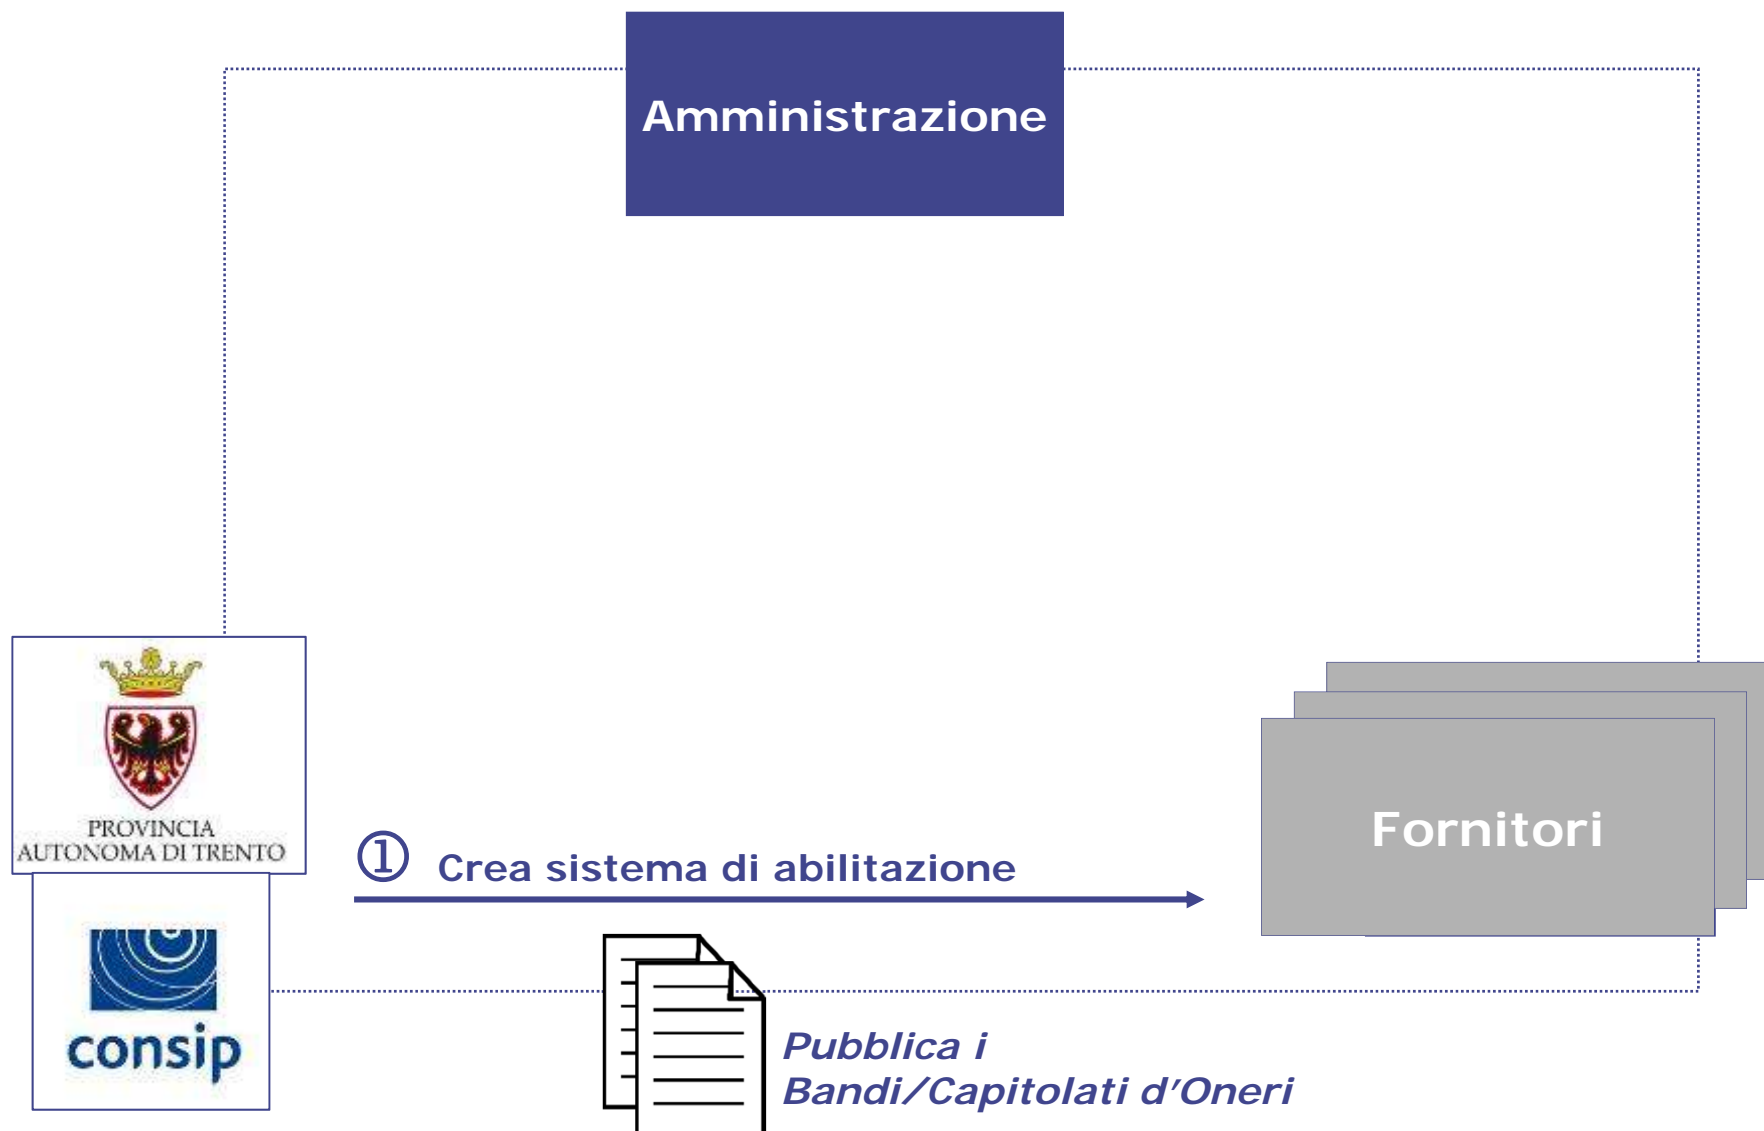 Amministrazione
PROVINCIA
AUTONOMA DI TRENTO
① Crea sistema di abilitazione
Fornitori
consip
Pubblica i
Bandi/Capitolati d’Oneri